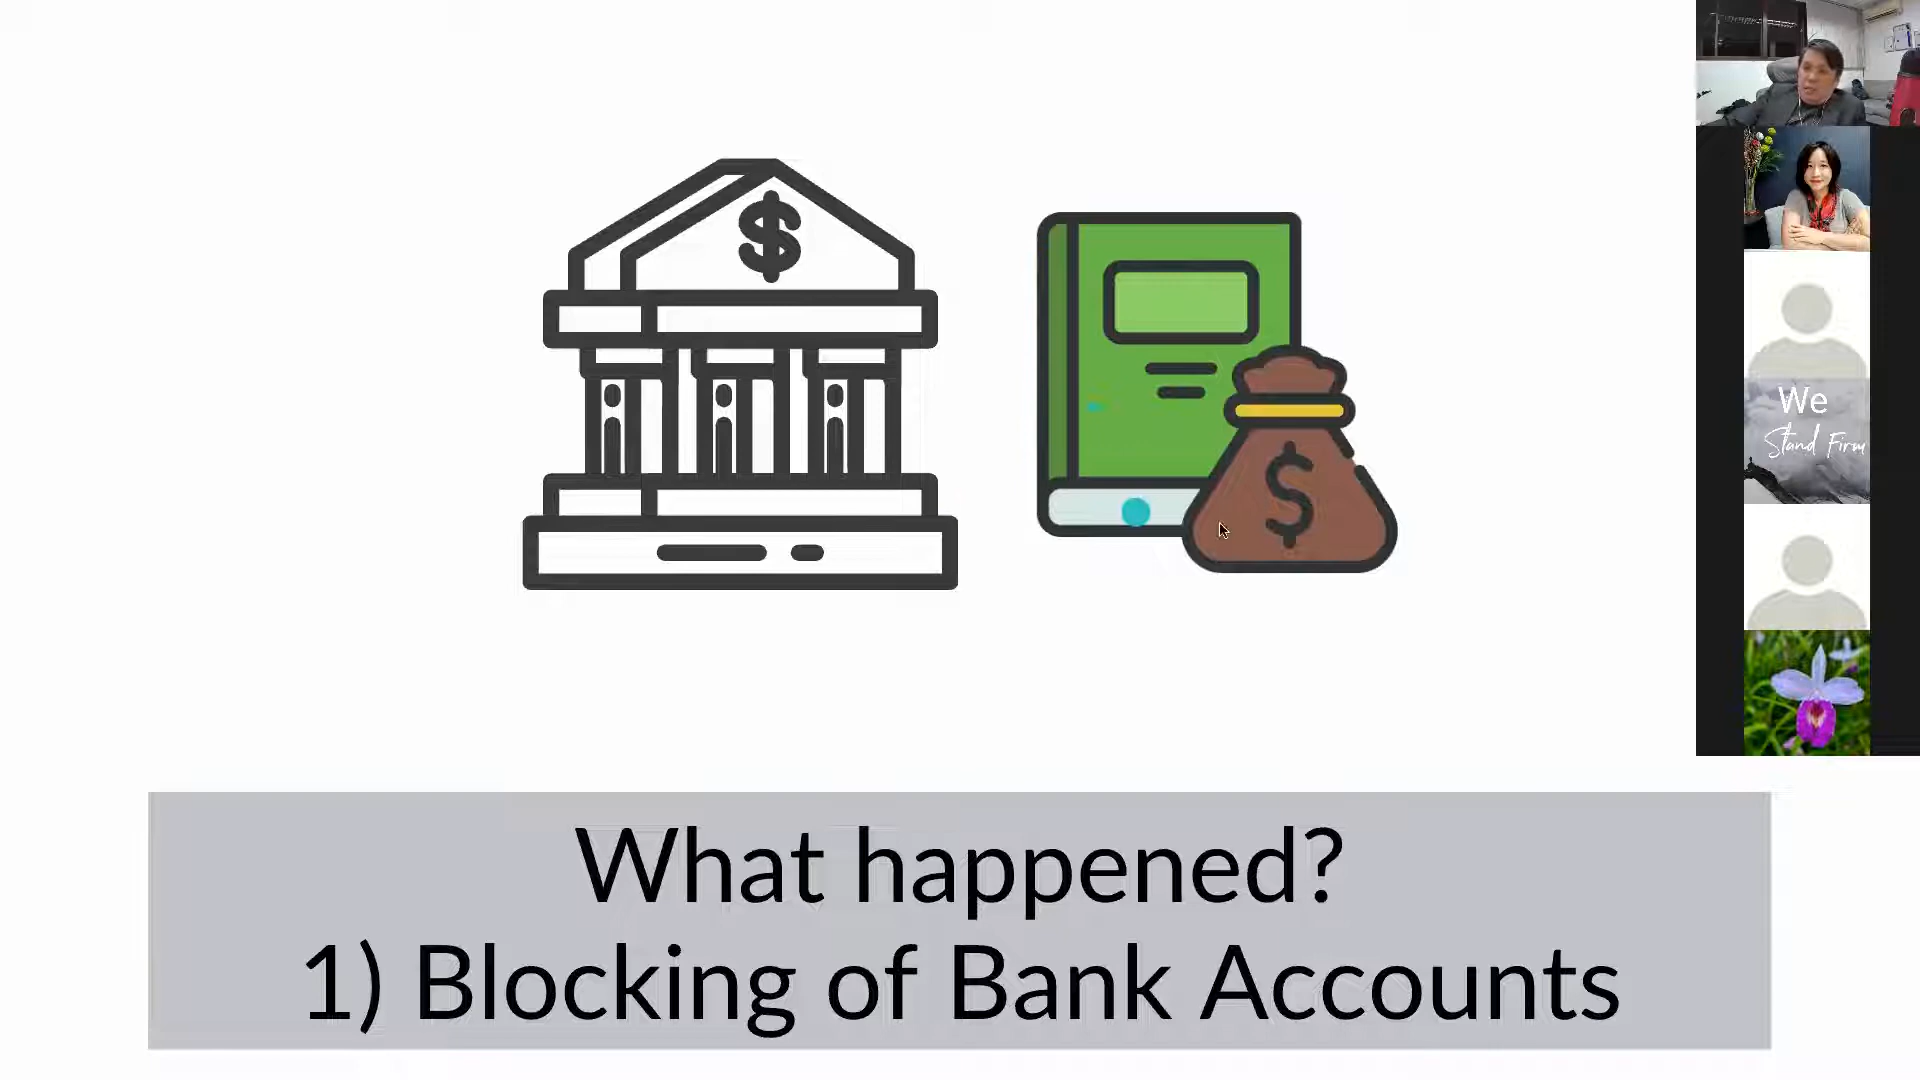 $
$
We
Stand Firm
What happened?
1) Blocking of Bank Accounts